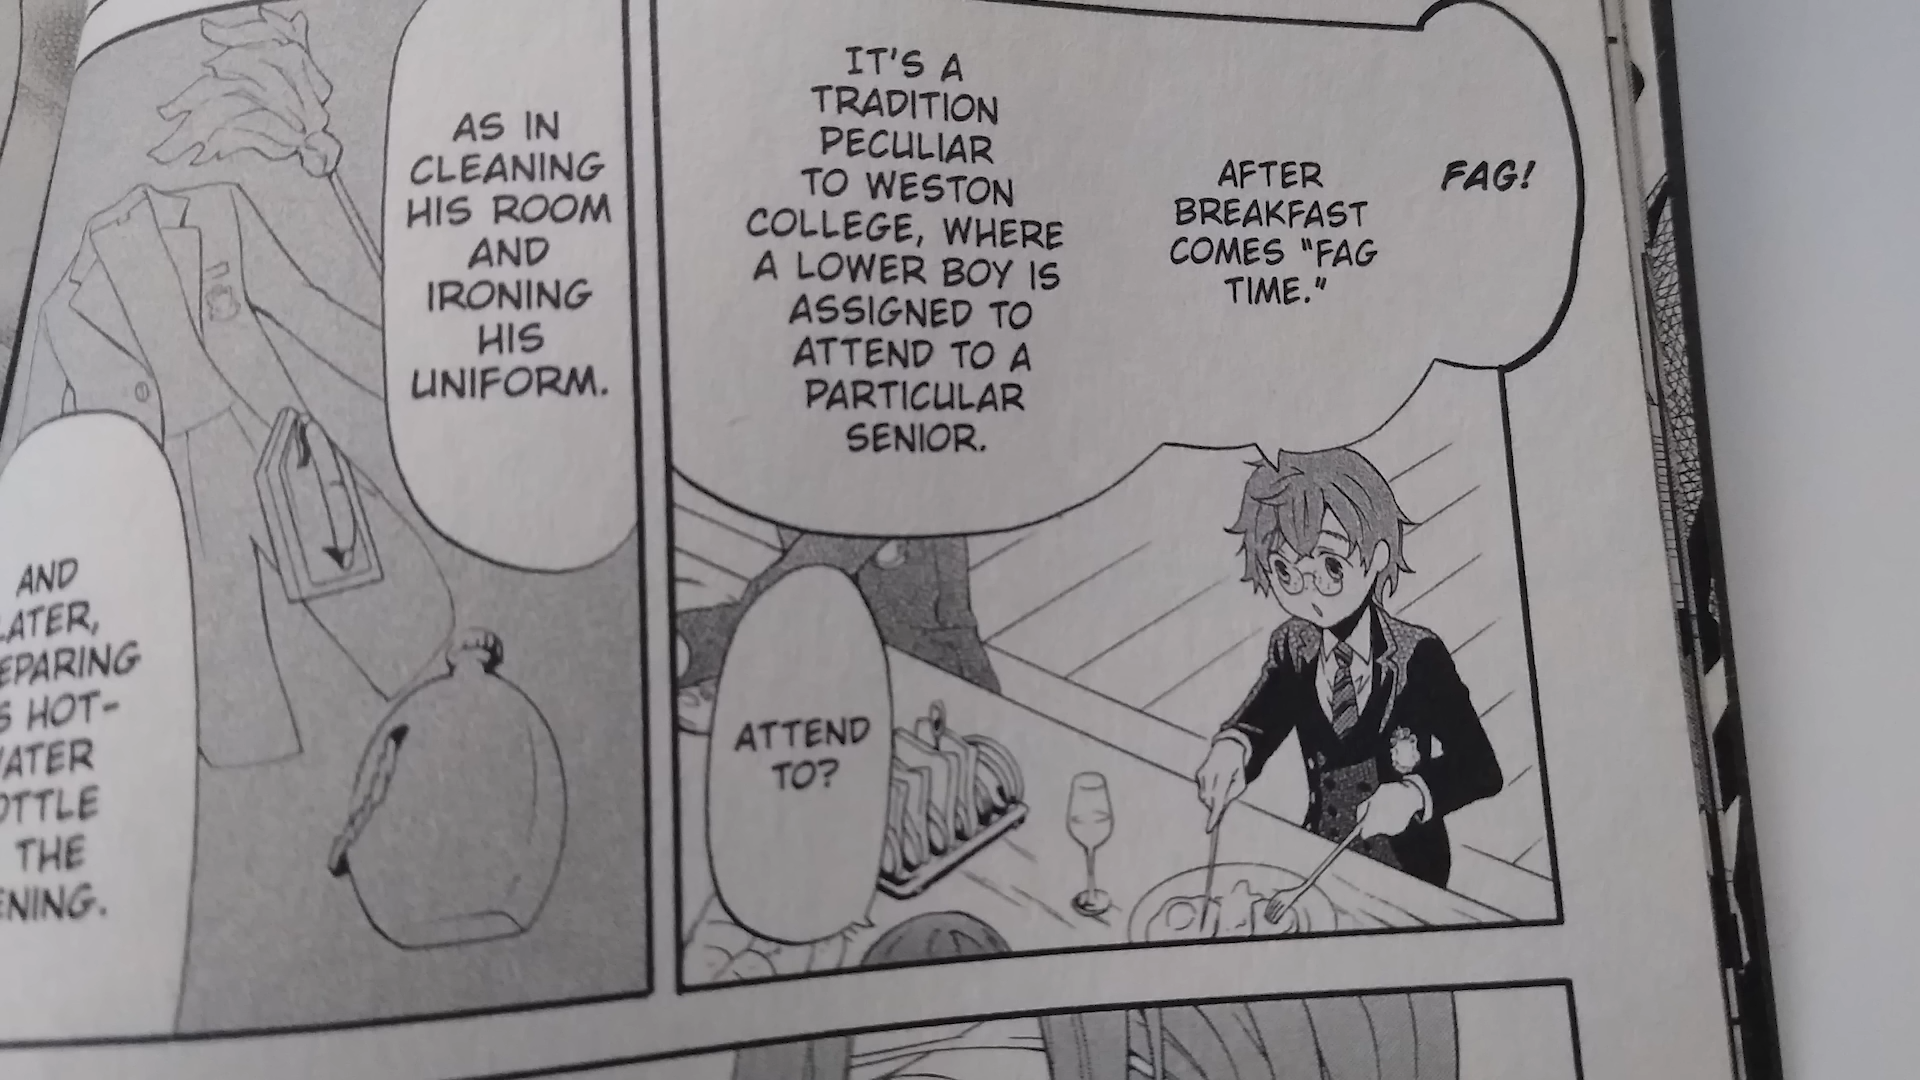 FAG!
AFTER
BREAKFAST
COMES "FAG
TIME."
IT'S A
TRADITION
PECULIAR
TO WESTON
COLLEGE, WHERE
A LOWER BOY IS
ASSIGNED TO
ATTEND TO A
PARTICULAR
SENIOR.
ATTEND
TO?
AS IN
CLEANING
HIS ROOM
AND
IRONING
HIS
UNIFORM.
AND
LATER,
EPARING
S HOT-
WATER
OTTLE
THE
ENING.